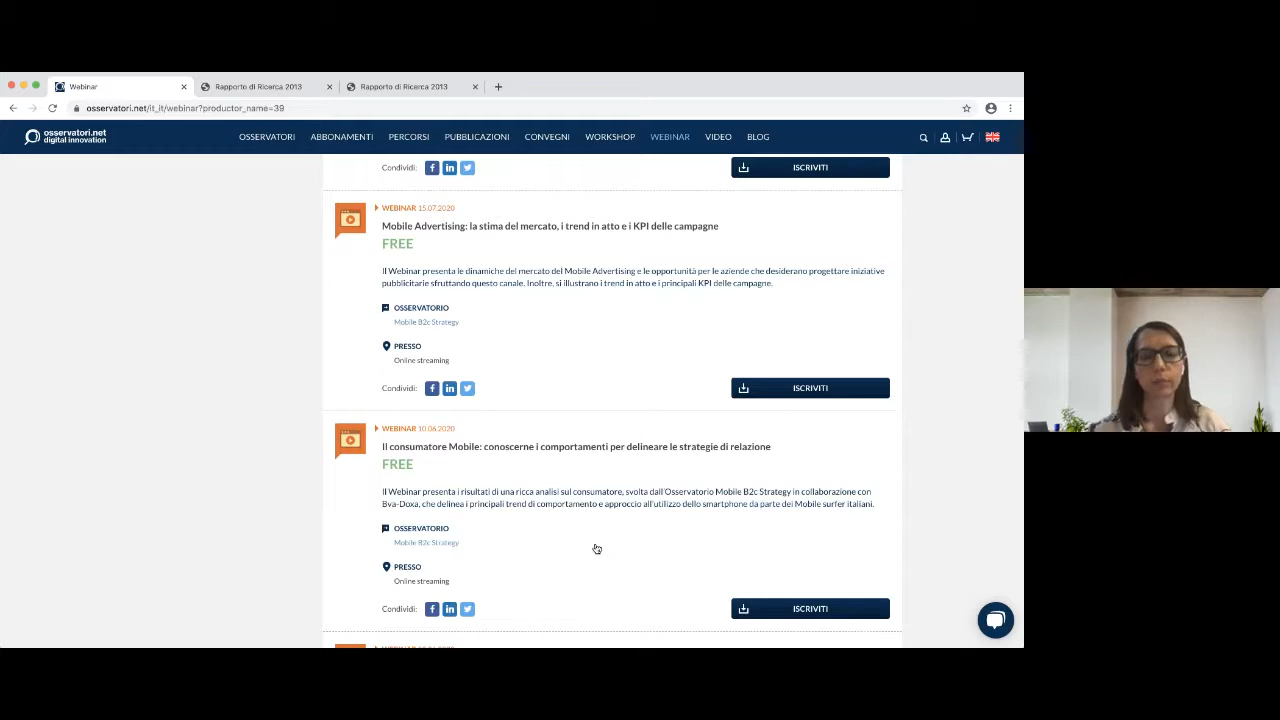 Webinar
Rapporto di Ricerca 2013
Rapporto di Ricerca 2013
osservatori.net/it_it/webinar?productor_name=39
osservatori.net
digital innovation
OSSERVATORI ABBONAMENTI PERCORSI PUBBLICAZIONI CONVEGNI WORKSHOP WEBINAR VIDEO BLOG
Condividi:
ISCRIVITI
WEBINAR 15.07.2020
Mobile Advertising: la stima del mercato, i trend in atto e i KPI delle campagne
FREE
Il Webinar presenta le dinamiche del mercato del Mobile Advertising e le opportunità per le aziende che desiderano progettare iniziative
pubblicitarie sfruttando questo canale. Inoltre, si illustrano i trend in atto e i principali KPI delle campagne.
OSSERVATORIO
Mobile B2c Strategy
PRESSO
Online streaming
Condividi:
ISCRIVITI
WEBINAR 10.06.2020
Il consumatore Mobile: conoscerne i comportamenti per delineare le strategie di relazione
FREE
Il Webinar presenta i risultati di una ricca analisi sul consumatore, svolta dall'Osservatorio Mobile B2c Strategy in collaborazione con
Bva-Doxa, che delinea i principali trend di comportamento e approccio all'utilizzo dello smartphone da parte dei Mobile surfer italiani.
OSSERVATORIO
Mobile B2c Strategy
PRESSO
Online streaming
Condividi:
ISCRIVITI